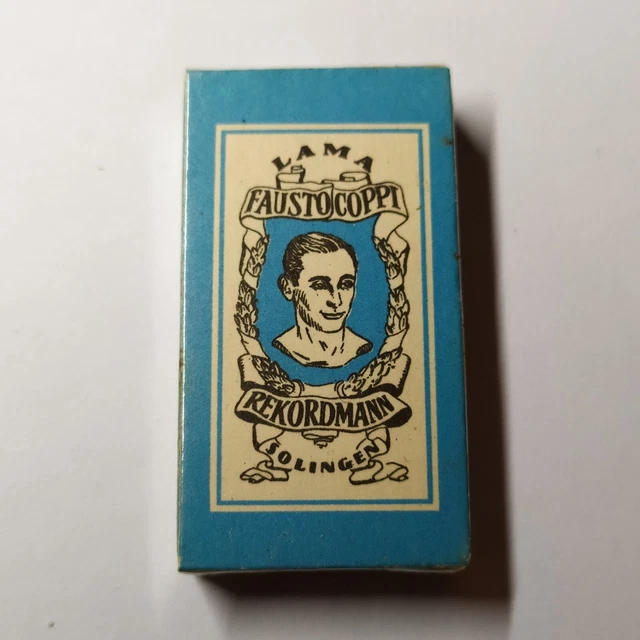 LAMA
FAUSTO COPPI
REKORDMANN
SOLINGEN